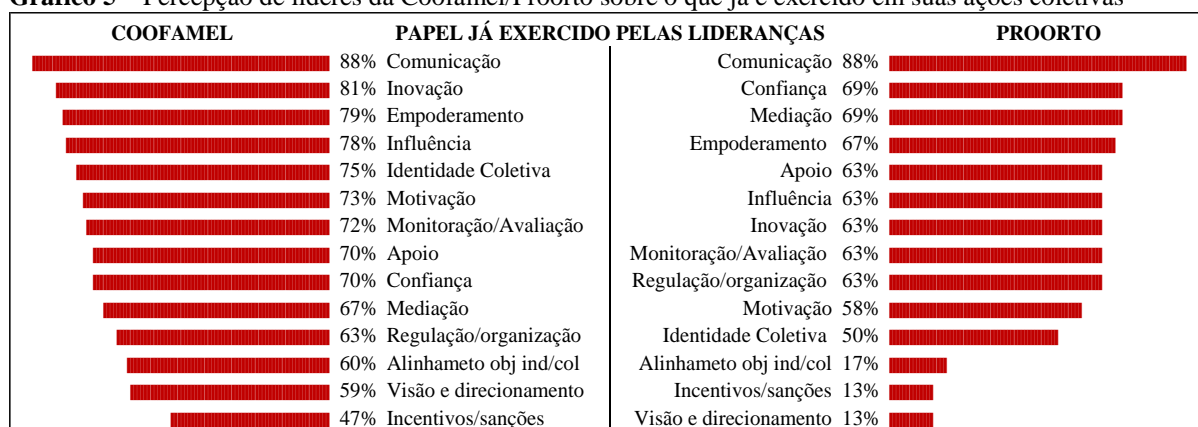 Gráfico 5 – Percepção de líderes da Coofamel/Proorto sobre o que já é exercido em suas ações coletivas
COOFAMEL PAPEL JÁ EXERCIDO PELAS LIDERANÇAS PROORTO
88% Comunicação Comunicação 88%
81% Inovação Confiança 69%
79% Empoderamento Mediação 69%
78% Influência Empoderamento 67%
75% Identidade Coletiva Apoio 63%
73% Motivação Influência 63%
72% Monitoração/Avaliação Inovação 63%
70% Apoio Monitoração/Avaliação 63%
70% Confiança Regulação/organização 63%
67% Mediação Motivação 58%
63% Regulação/organização Identidade Coletiva 50%
60% Alinhameto obj ind/col Alinhameto obj ind/col 17%
59% Visão e direcionamento Incentivos/sanções 13%
47% Incentivos/sanções Visão e direcionamento 13%